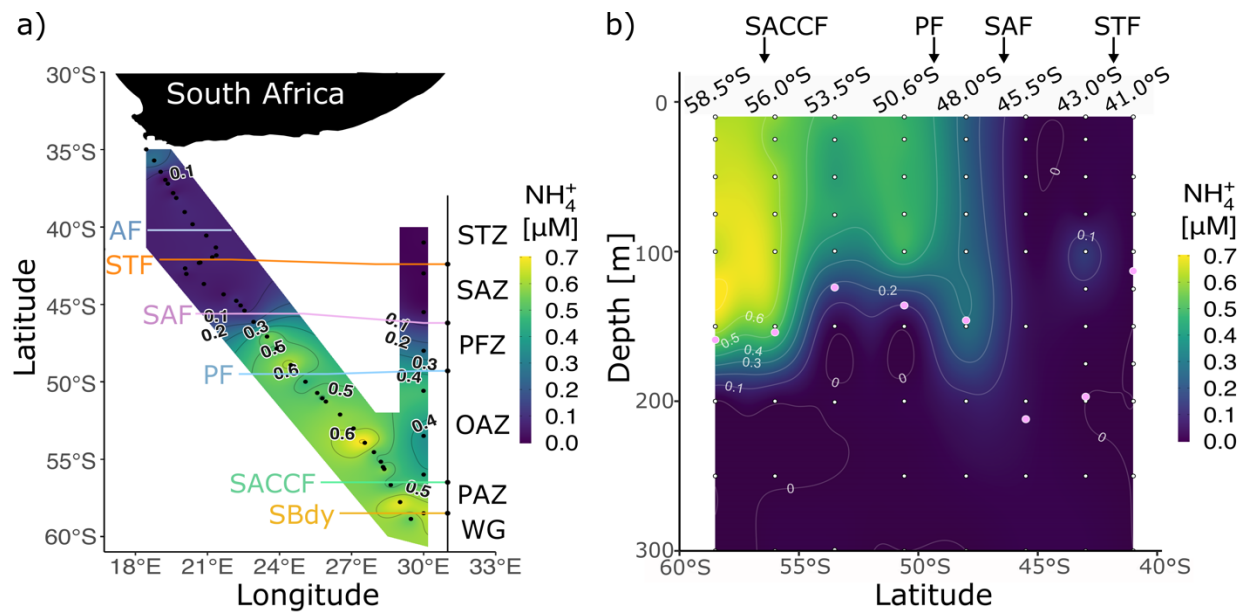 a)
30°S
35°S
40°S
45°S
50°S
55°S
60°S
Latitude
18°E
21°E
24°E
27°E
30°E
33°E
Longitude
South Africa
AF
STF
SAF
PF
SACCF
SBdy
0.1
0.1
0.2
0.3
0.5
0.6
0.5
0.6
0.1
0.2
0.3
0.4
0.4
0.5
STZ
SAZ
PFZ
OAZ
PAZ
WG
NH₄⁺
[µM]
0.7
0.6
0.5
0.4
0.3
0.2
0.1
0.0
b)
SACCF
PF
SAF
STF
58.5°S
56.0°S
53.5°S
50.6°S
48.0°S
45.5°S
43.0°S
41.0°S
0
100
200
300
Depth [m]
60°S
55°S
50°S
45°S
40°S
Latitude
0
0.1
0.2
0.6
0.5
0.4
0.3
0.1
0
0
0
0
NH₄⁺
[µM]
0.7
0.6
0.5
0.4
0.3
0.2
0.1
0.0